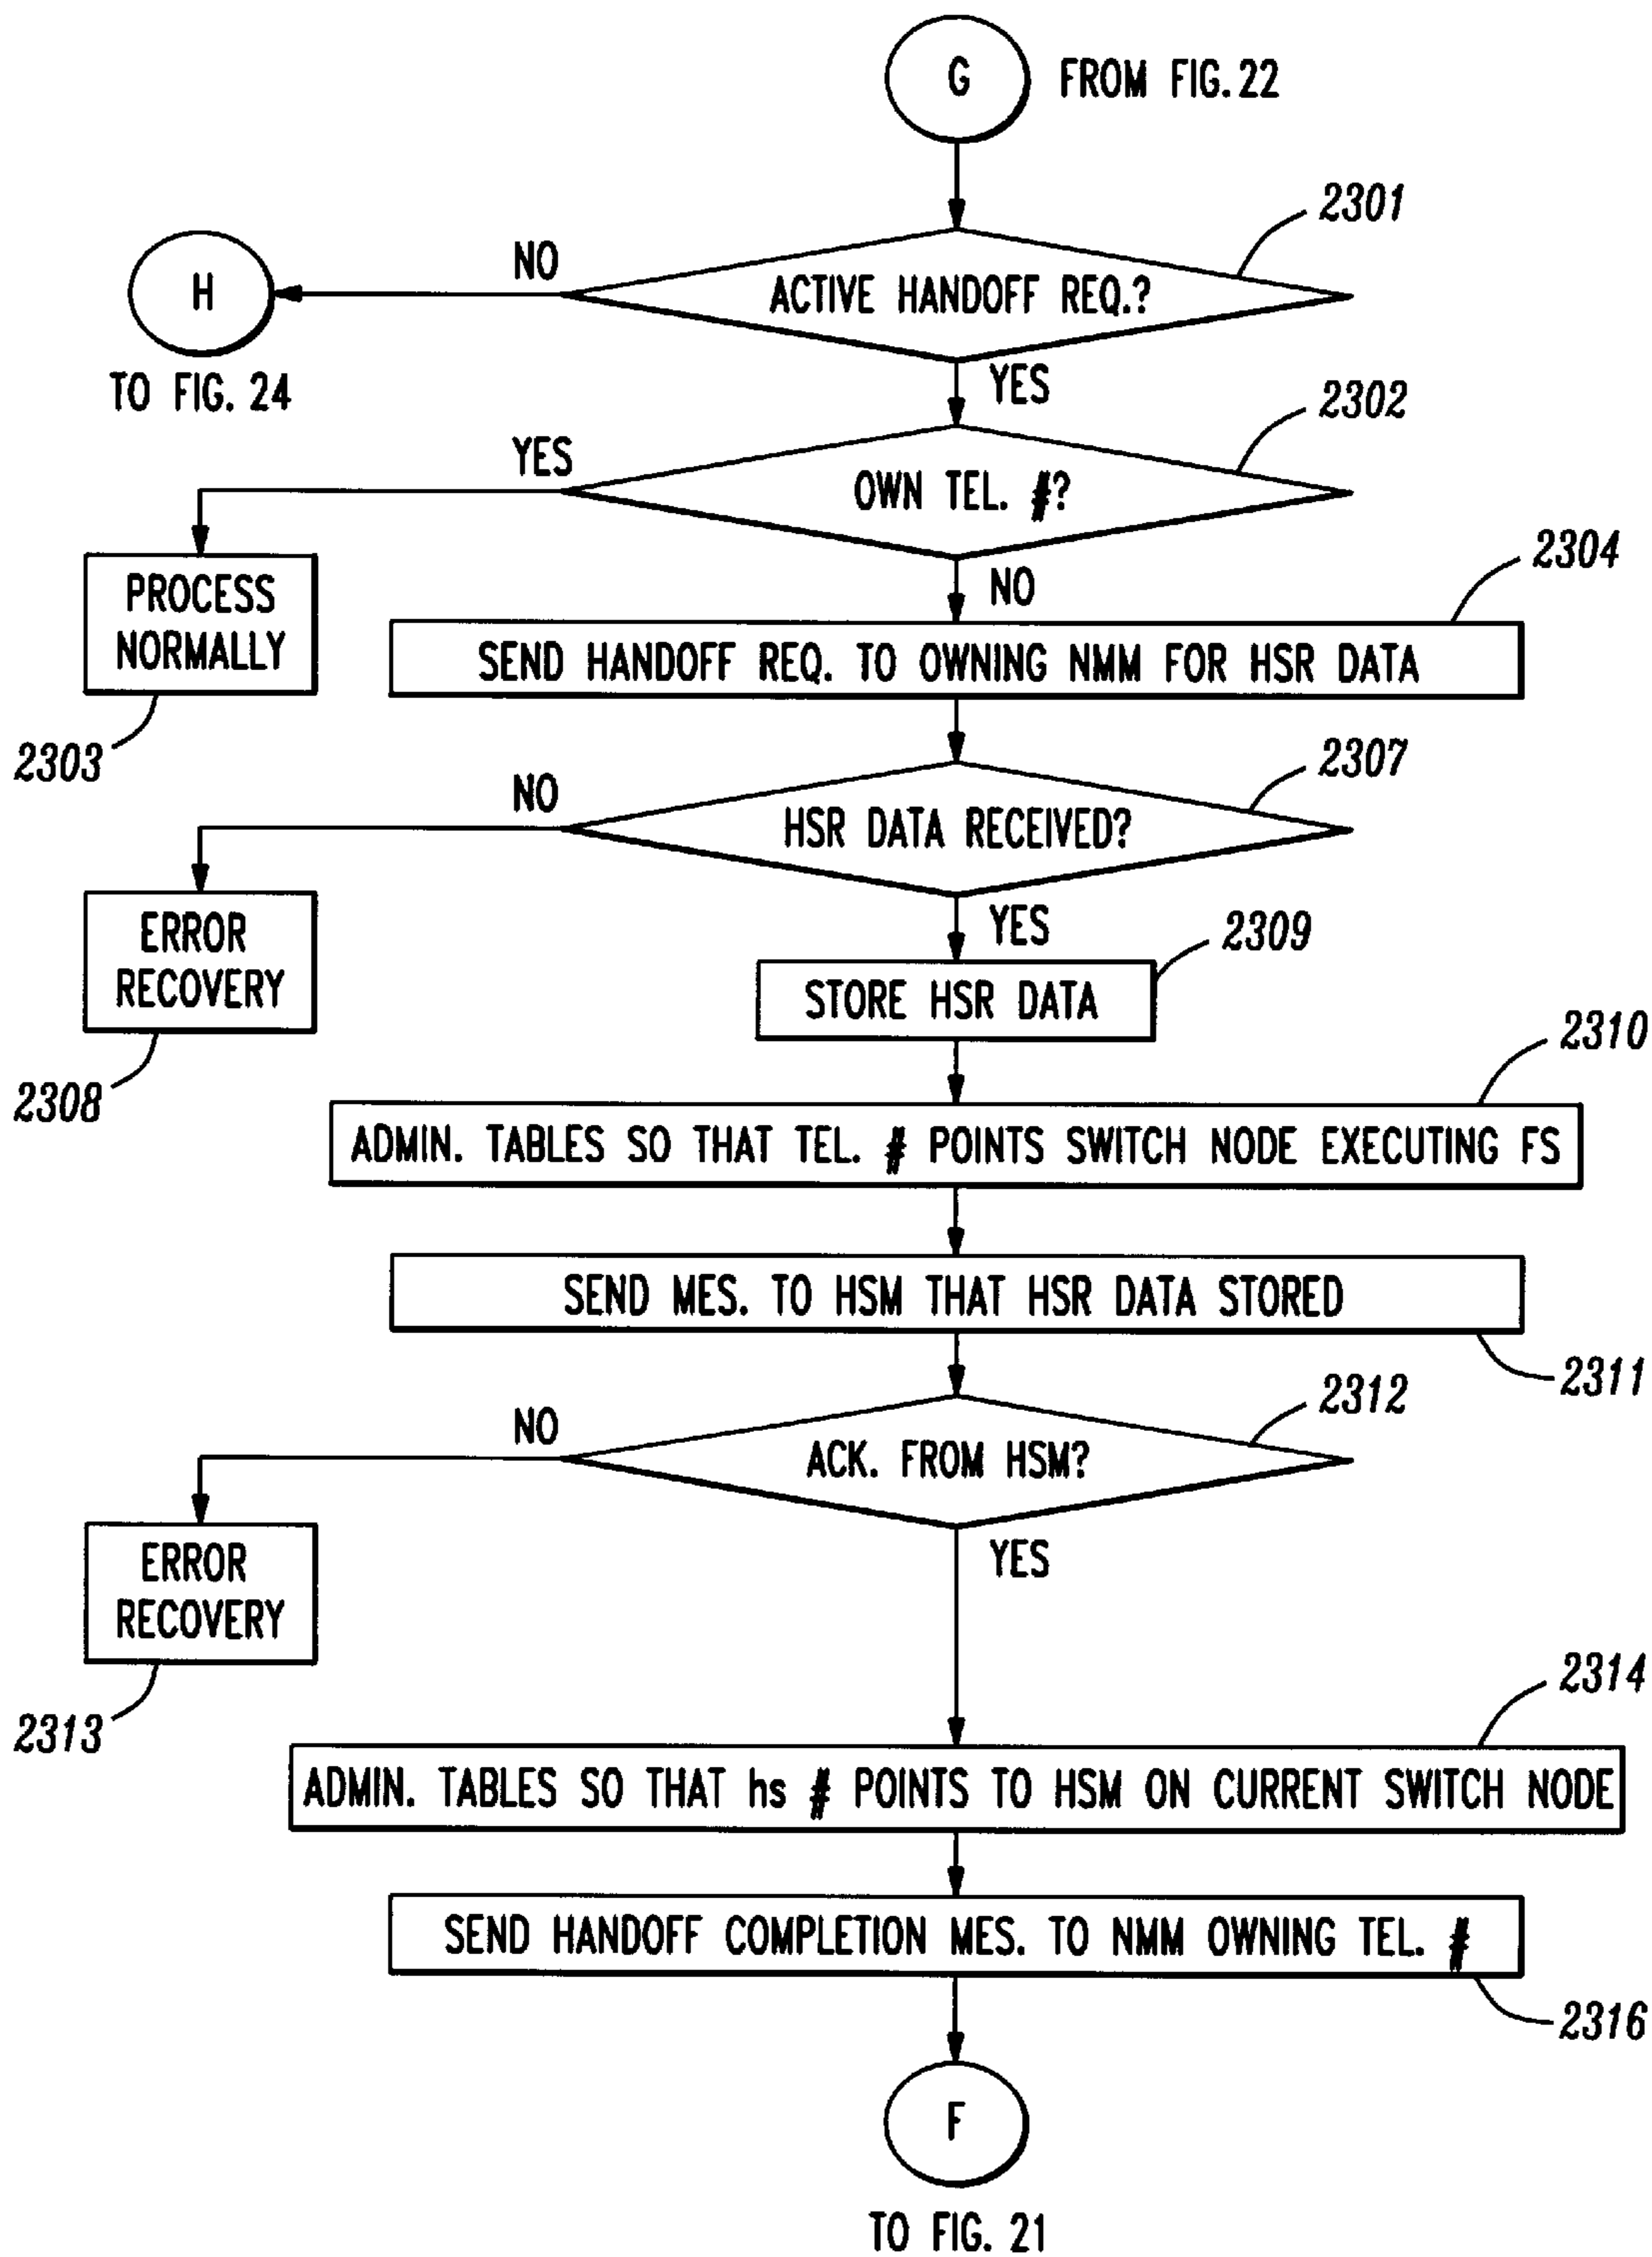 G FROM FIG. 22
2301
NO
H
ACTIVE HANDOFF REQ.?
TO FIG. 24
YES
2302
YES
OWN TEL. #?
2304
NO
PROCESS
NORMALLY
SEND HANDOFF REQ. TO OWNING NMM FOR HSR DATA
2303
2307
NO
HSR DATA RECEIVED?
YES
2309
ERROR
RECOVERY
STORE HSR DATA
2308
2310
ADMIN. TABLES SO THAT TEL. # POINTS SWITCH NODE EXECUTING FS
SEND MES. TO HSM THAT HSR DATA STORED
2311
2312
NO
ACK. FROM HSM?
YES
ERROR
RECOVERY
2313
2314
ADMIN. TABLES SO THAT hs # POINTS TO HSM ON CURRENT SWITCH NODE
SEND HANDOFF COMPLETION MES. TO NMM OWNING TEL. #
2316
F
TO FIG. 21